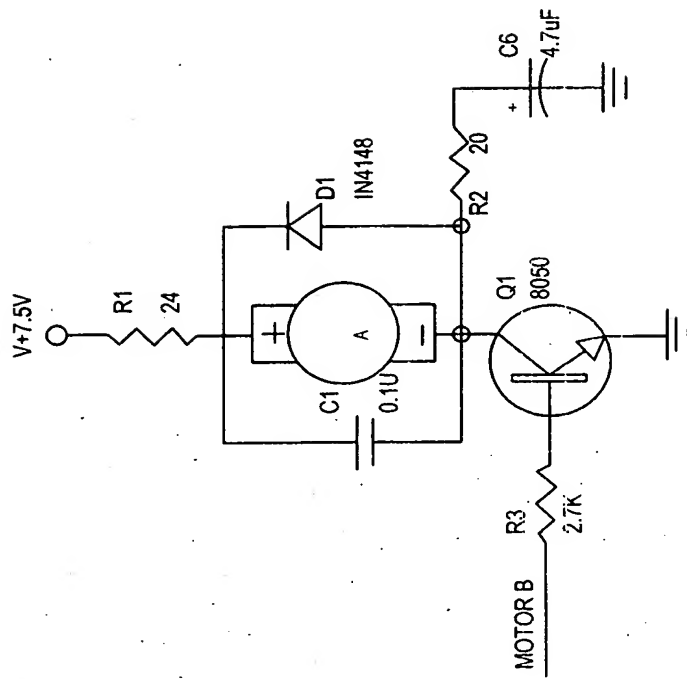 V+7.5V
R1
24
D1
IN4148
+
A
−
C1
0.1U
R2
20
C6
4.7uF
+
Q1
8050
R3
2.7K
MOTOR B